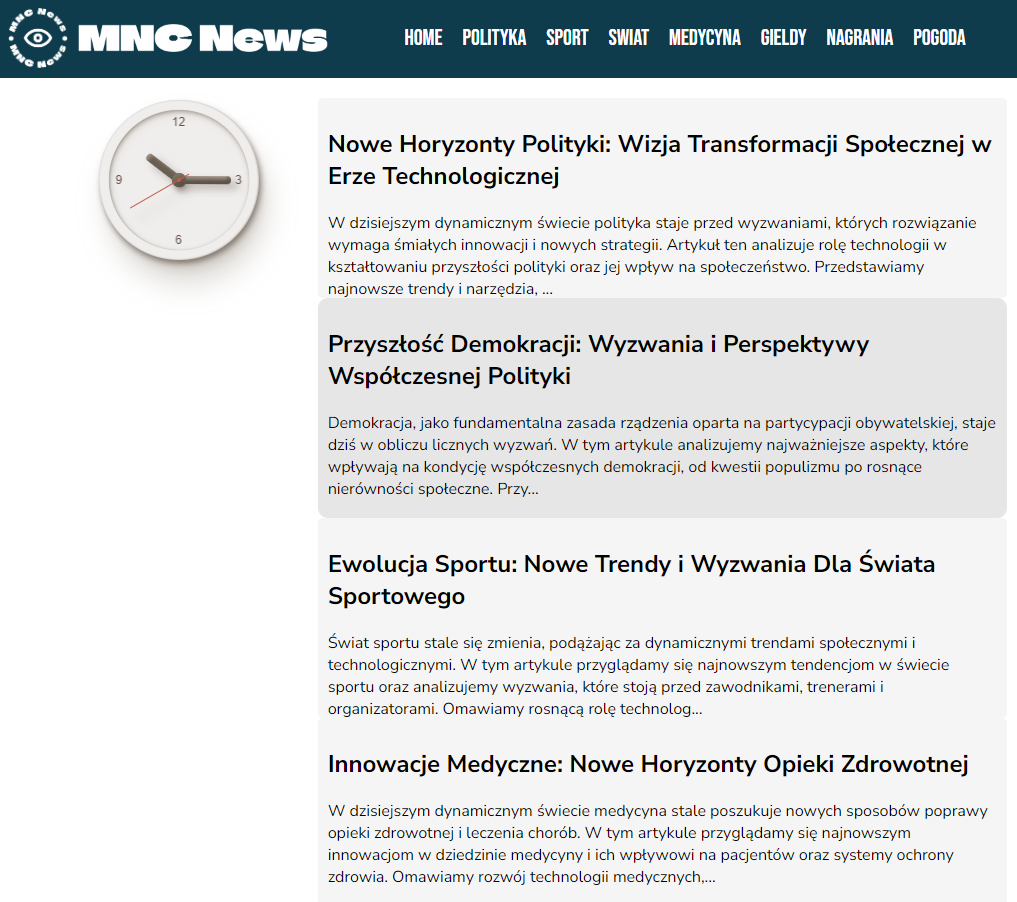 MNC News MNC News
MNC News
HOME POLITYKA SPORT SWIAT MEDYCYNA GIELDY NAGRANIA POGODA
12
9 3
6
Nowe Horyzonty Polityki: Wizja Transformacji Społecznej w
Erze Technologicznej
W dzisiejszym dynamicznym świecie polityka staje przed wyzwaniami, których rozwiązanie
wymaga śmiałych innowacji i nowych strategii. Artykuł ten analizuje rolę technologii w
kształtowaniu przyszłości polityki oraz jej wpływ na społeczeństwo. Przedstawiamy
najnowsze trendy i narzędzia, ...
Przyszłość Demokracji: Wyzwania i Perspektywy
Współczesnej Polityki
Demokracja, jako fundamentalna zasada rządzenia oparta na partycypacji obywatelskiej, staje
dziś w obliczu licznych wyzwań. W tym artykule analizujemy najważniejsze aspekty, które
wpływają na kondycję współczesnych demokracji, od kwestii populizmu po rosnące
nierówności społeczne. Przy...
Ewolucja Sportu: Nowe Trendy i Wyzwania Dla Świata
Sportowego
Świat sportu stale się zmienia, podążając za dynamicznymi trendami społecznymi i
technologicznymi. W tym artykule przyglądamy się najnowszym tendencjom w świecie
sportu oraz analizujemy wyzwania, które stoją przed zawodnikami, trenerami i
organizatorami. Omawiamy rosnącą rolę technolog...
Innowacje Medyczne: Nowe Horyzonty Opieki Zdrowotnej
W dzisiejszym dynamicznym świecie medycyna stale poszukuje nowych sposobów poprawy
opieki zdrowotnej i leczenia chorób. W tym artykule przyglądamy się najnowszym
innowacjom w dziedzinie medycyny i ich wpływowi na pacjentów oraz systemy ochrony
zdrowia. Omawiamy rozwój technologii medycznych,...